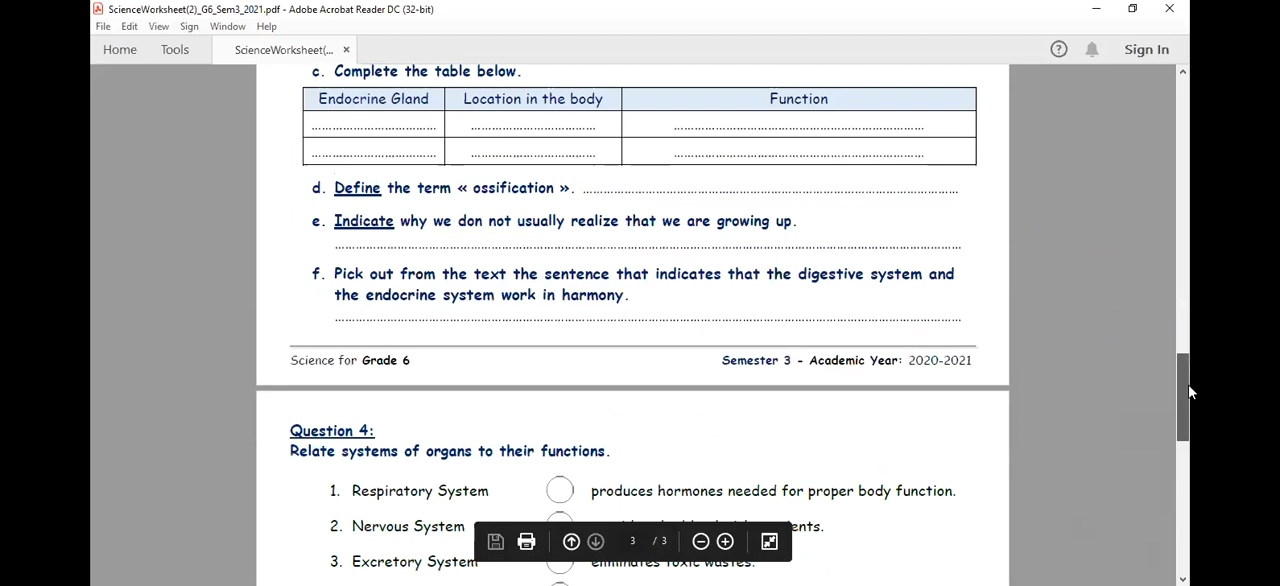 ScienceWorksheet(2)_G6_Sem3_2021.pdf - Adobe Acrobat Reader DC (32-bit)
File Edit View Sign Window Help
Home Tools ScienceWorksheet(... × Sign In
c. Complete the table below.
Endocrine Gland Location in the body Function
d. Define the term « ossification ».
e. Indicate why we don not usually realize that we are growing up.
f. Pick out from the text the sentence that indicates that the digestive system and
the endocrine system work in harmony.
Science for Grade 6 Semester 3 - Academic Year: 2020-2021
Question 4:
Relate systems of organs to their functions.
1. Respiratory System produces hormones needed for proper body function.
2. Nervous System
3. Excretory System eliminates toxic wastes.
3 / 3